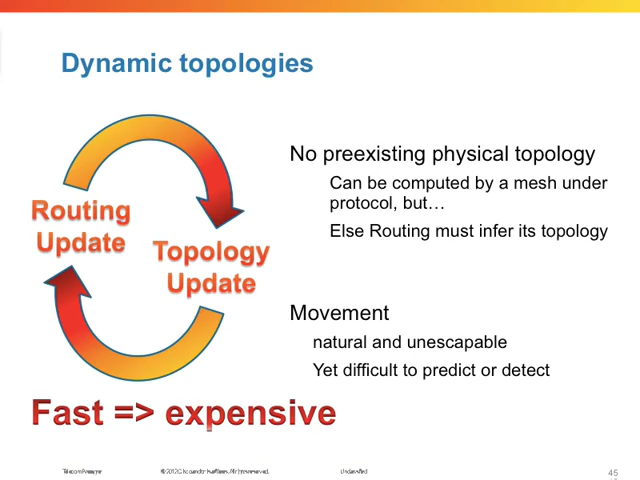 Dynamic topologies
Routing
Update
Topology
Update
No preexisting physical topology
Can be computed by a mesh under
protocol, but…
Else Routing must infer its topology
Movement
natural and unescapable
Yet difficult to predict or detect
Fast => expensive
45